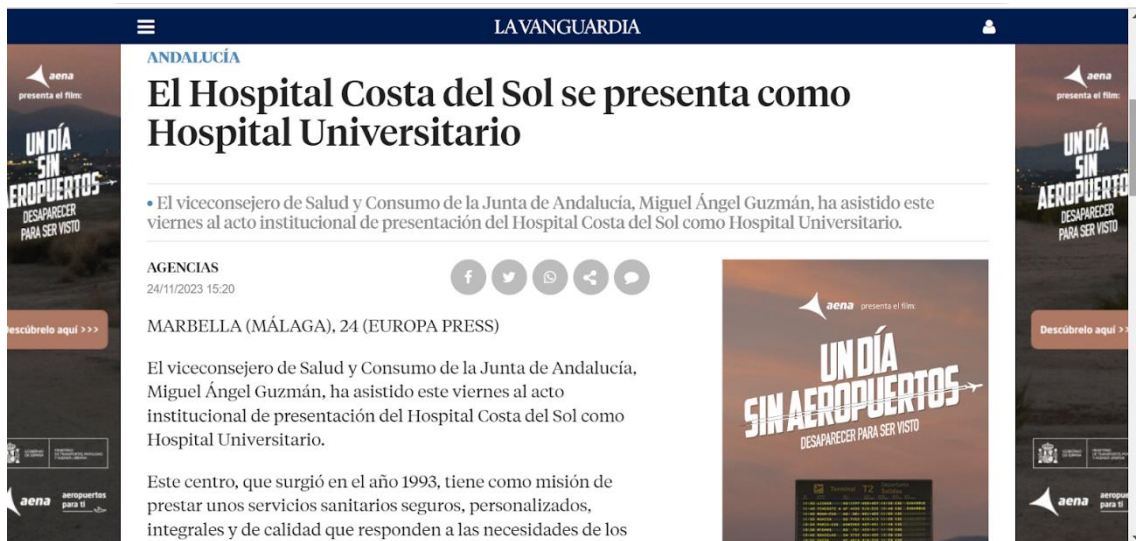 LA VANGUARDIA
ANDALUCÍA
El Hospital Costa del Sol se presenta como
Hospital Universitario
• El viceconsejero de Salud y Consumo de la Junta de Andalucía, Miguel Ángel Guzmán, ha asistido este
viernes al acto institucional de presentación del Hospital Costa del Sol como Hospital Universitario.
AGENCIAS
24/11/2023 15:20
MARBELLA (MÁLAGA), 24 (EUROPA PRESS)
El viceconsejero de Salud y Consumo de la Junta de Andalucía,
Miguel Ángel Guzmán, ha asistido este viernes al acto
institucional de presentación del Hospital Costa del Sol como
Hospital Universitario.
Este centro, que surgió en el año 1993, tiene como misión de
prestar unos servicios sanitarios seguros, personalizados,
integrales y de calidad que responden a las necesidades de los
aena
presenta el film:
UN DÍA
SIN
EROPUERTOS
DESAPARECER
PARA SER VISTO
escúbrelo aquí >>>
aena
aeropuertos
para ti
aena presenta el film:
UN DÍA
SIN AEROPUERTOS
DESAPARECER PARA SER VISTO
Terminal T2
aena
presenta el film:
UN DÍA
SIN
AEROPUERTO
DESAPARECER
PARA SER VISTO
Descúbrelo aquí >>
aena
aeropue
para ti